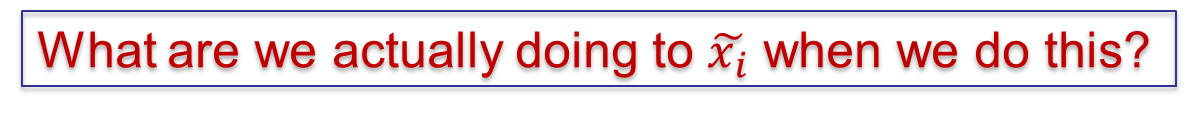 What are we actually doing to x̃ᵢ when we do this?